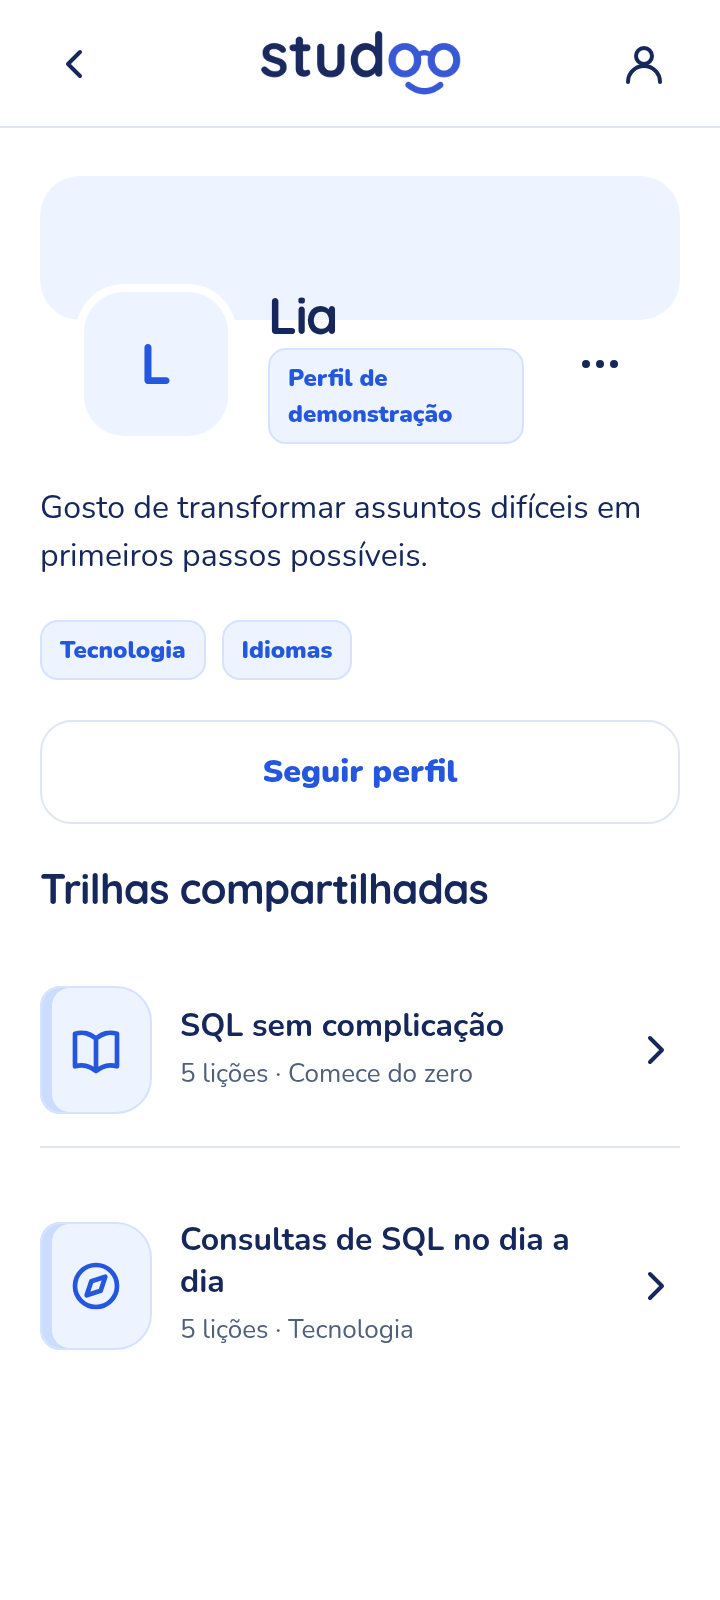 studoo
Lia
L
Perfil de
demonstração
Gosto de transformar assuntos difíceis em
primeiros passos possíveis.
Tecnologia
Idiomas
Seguir perfil
Trilhas compartilhadas
SQL sem complicação
5 lições · Comece do zero
Consultas de SQL no dia a
dia
5 lições · Tecnologia